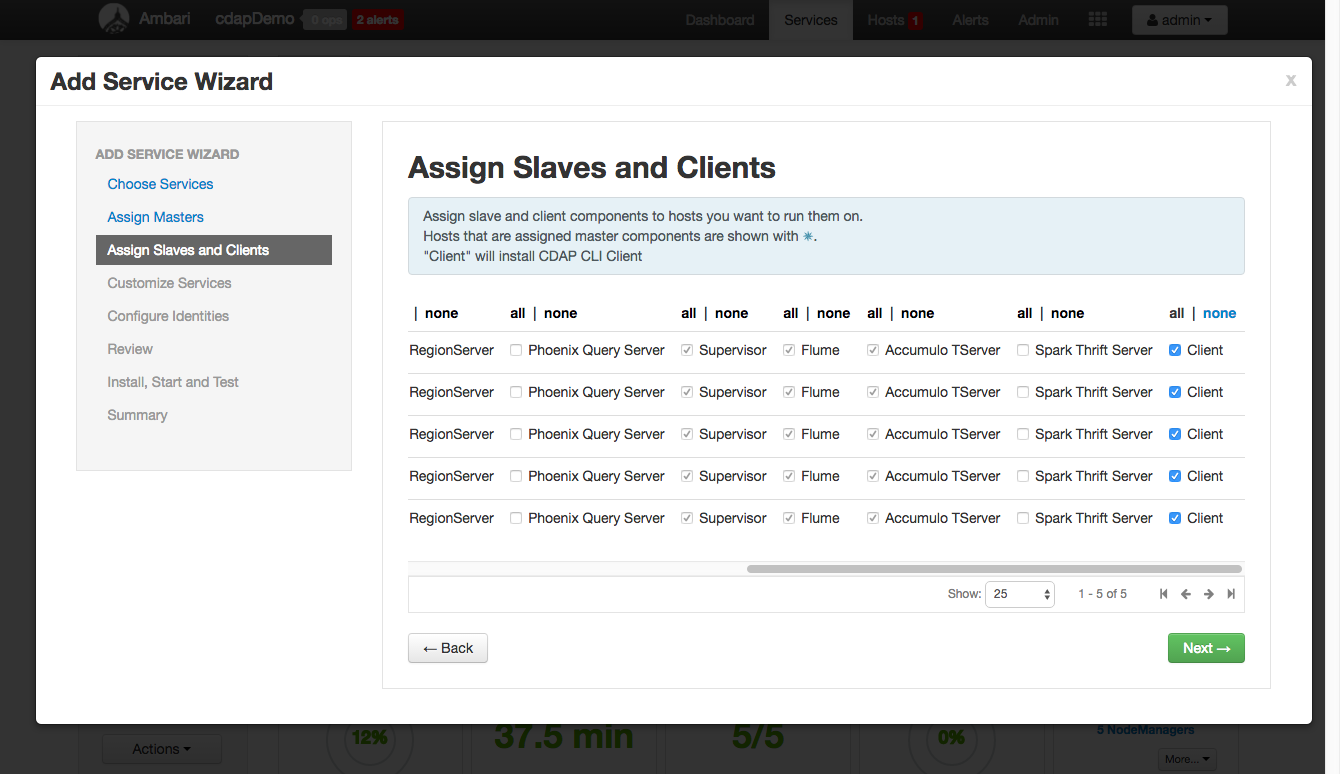 Ambari cdapDemo 0 ops 2 alerts Dashboard Services Hosts 1 Alerts Admin admin
Add Service Wizard x
ADD SERVICE WIZARD
Choose Services
Assign Masters
Assign Slaves and Clients
Customize Services
Configure Identities
Review
Install, Start and Test
Summary
Assign Slaves and Clients
Assign slave and client components to hosts you want to run them on.
Hosts that are assigned master components are shown with ✵.
"Client" will install CDAP CLI Client
| none all | none all | none all | none all | none all | none all | none
RegionServer Phoenix Query Server Supervisor Flume Accumulo TServer Spark Thrift Server Client
RegionServer Phoenix Query Server Supervisor Flume Accumulo TServer Spark Thrift Server Client
RegionServer Phoenix Query Server Supervisor Flume Accumulo TServer Spark Thrift Server Client
RegionServer Phoenix Query Server Supervisor Flume Accumulo TServer Spark Thrift Server Client
RegionServer Phoenix Query Server Supervisor Flume Accumulo TServer Spark Thrift Server Client
Show: 25 1 - 5 of 5
← Back Next →
Actions 12% 37.5 min 5/5 0% 5 NodeManagers
More...